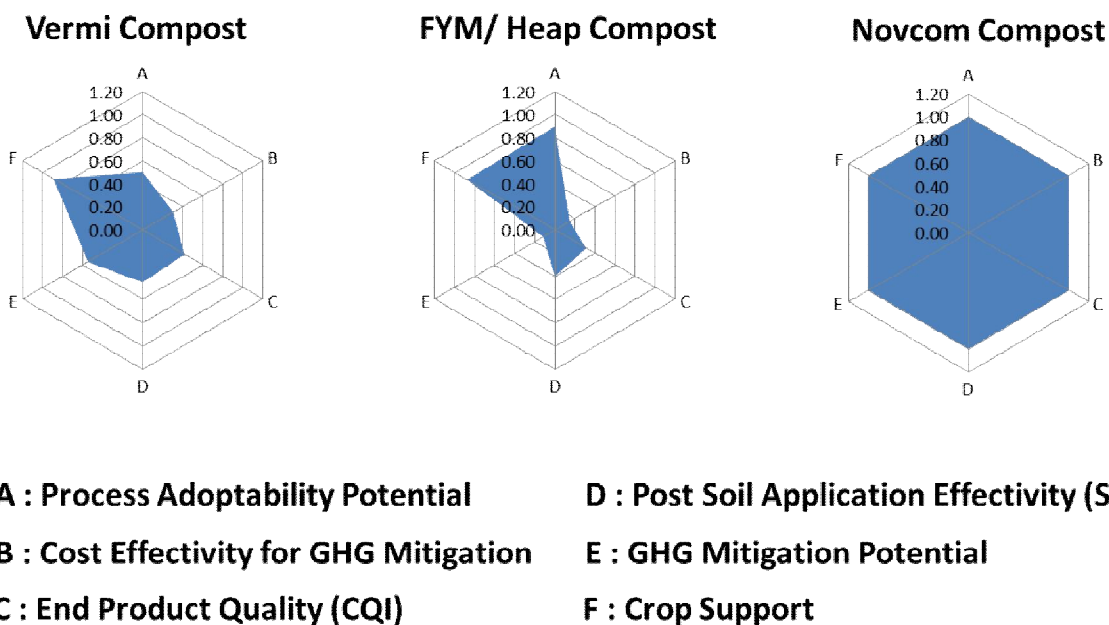 Vermi Compost
FYM/ Heap Compost
Novcom Compost
A
1.20
1.00
0.80
0.60
0.40
0.20
0.00
F
B
E
C
D
A
1.20
1.00
0.80
0.60
0.40
0.20
0.00
F
B
E
C
D
A
1.20
1.00
0.80
0.60
0.40
0.20
0.00
F
B
E
C
D
A : Process Adoptability Potential
D : Post Soil Application Effectivity (S
B : Cost Effectivity for GHG Mitigation
E : GHG Mitigation Potential
C : End Product Quality (CQI)
F : Crop Support